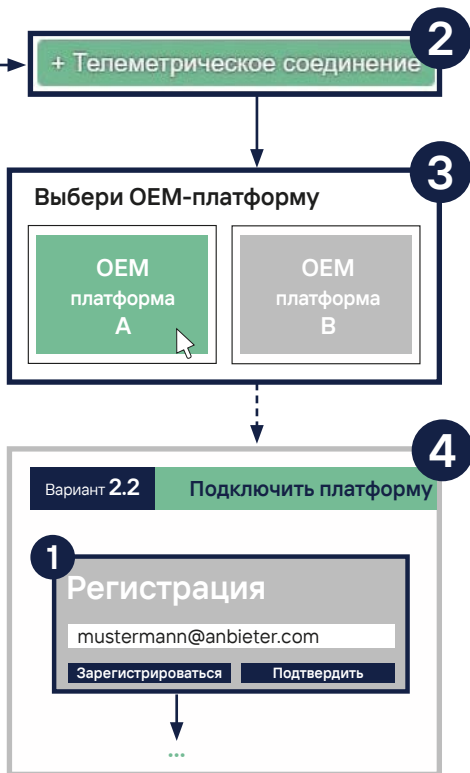 2
+ Телеметрическое соединение
3
Выбери OEM-платформу
OEM
платформа
A
OEM
платформа
B
4
Вариант 2.2
Подключить платформу
1
Регистрация
mustermann@anbieter.com
Зарегистрироваться
Подтвердить
...